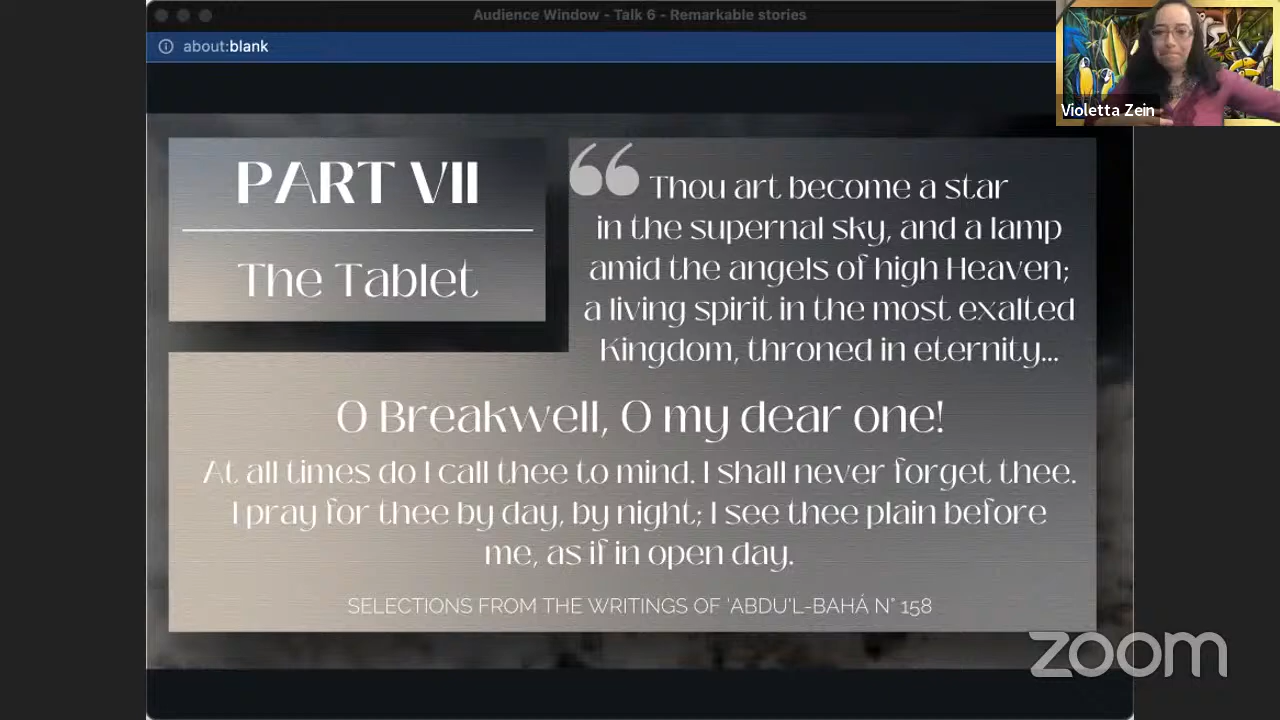 Audience Window - Talk 6 - Remarkable stories
about:blank
Violetta Zein
PART VII
The Tablet
“ Thou art become a star
in the supernal sky, and a lamp
amid the angels of high Heaven;
a living spirit in the most exalted
Kingdom, throned in eternity...
O Breakwell, O my dear one!
At all times do I call thee to mind. I shall never forget thee.
I pray for thee by day, by night; I see thee plain before
me, as if in open day.
SELECTIONS FROM THE WRITINGS OF 'ABDU'L-BAHÁ N° 158
zoom